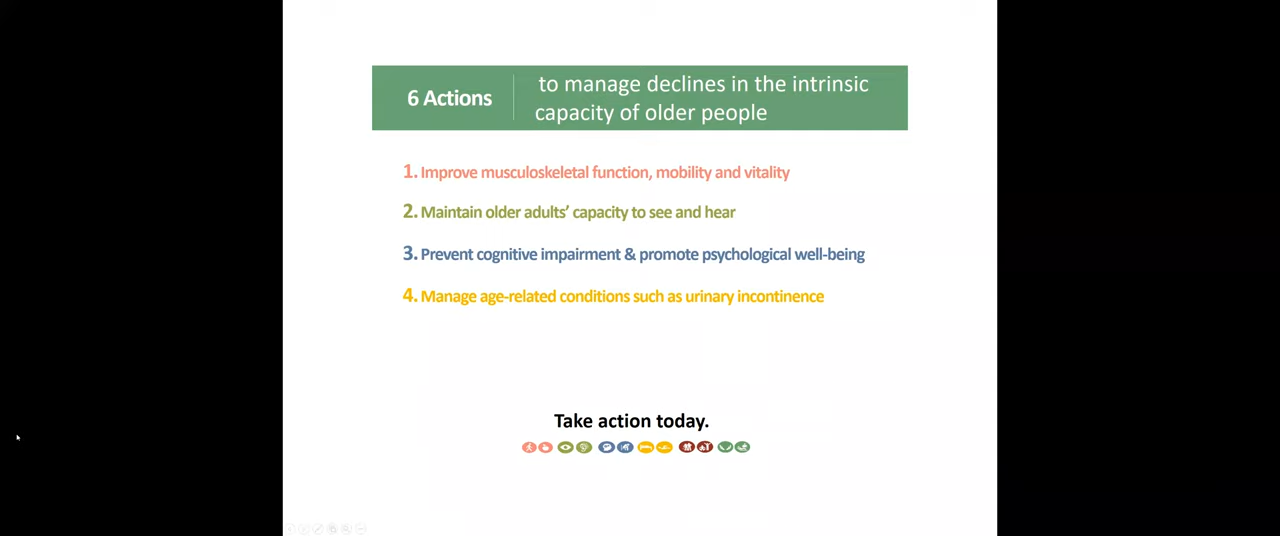 6 Actions
to manage declines in the intrinsic
capacity of older people
1. Improve musculoskeletal function, mobility and vitality
2. Maintain older adults’ capacity to see and hear
3. Prevent cognitive impairment & promote psychological well-being
4. Manage age-related conditions such as urinary incontinence
Take action today.